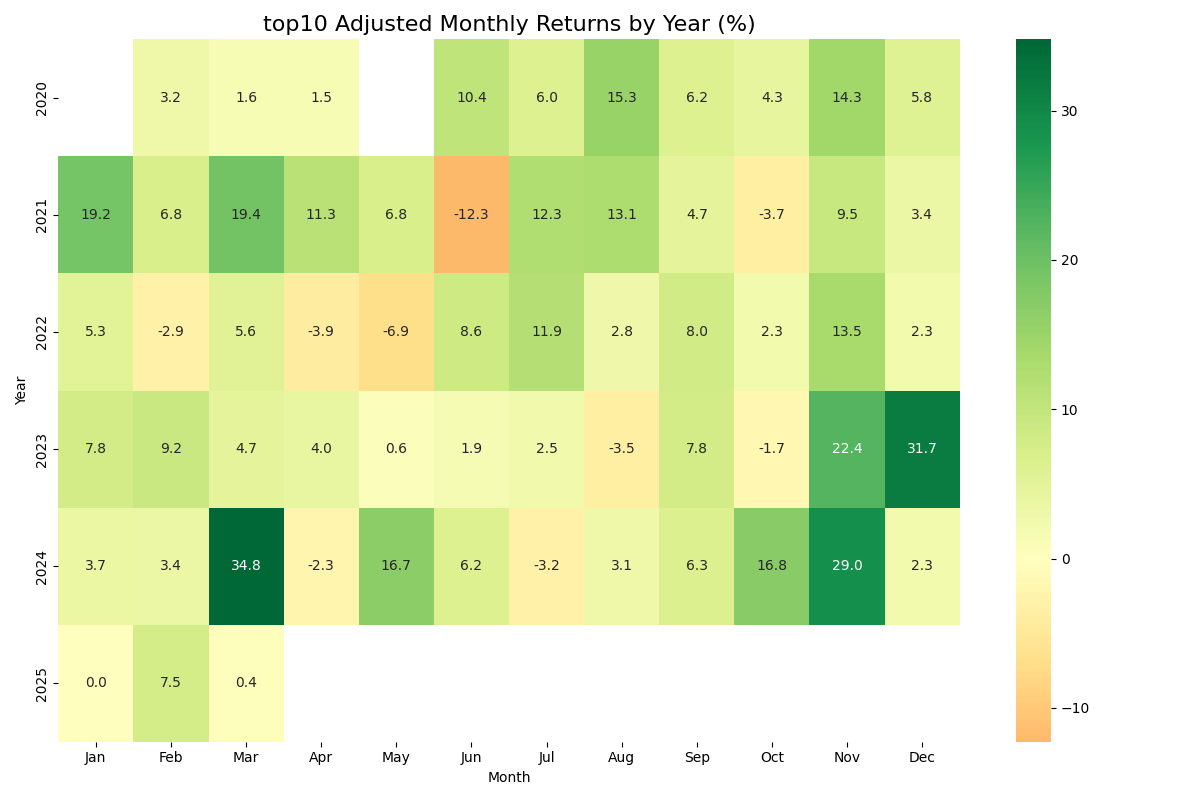 top10 Adjusted Monthly Returns by Year (%)
2020 3.2 1.6 1.5 10.4 6.0 15.3 6.2 4.3 14.3 5.8
2021 19.2 6.8 19.4 11.3 6.8 -12.3 12.3 13.1 4.7 -3.7 9.5 3.4
2022 5.3 -2.9 5.6 -3.9 -6.9 8.6 11.9 2.8 8.0 2.3 13.5 2.3
2023 7.8 9.2 4.7 4.0 0.6 1.9 2.5 -3.5 7.8 -1.7 22.4 31.7
2024 3.7 3.4 34.8 -2.3 16.7 6.2 -3.2 3.1 6.3 16.8 29.0 2.3
2025 0.0 7.5 0.4
Year
Jan Feb Mar Apr May Jun Jul Aug Sep Oct Nov Dec
Month
30
20
10
0
−10